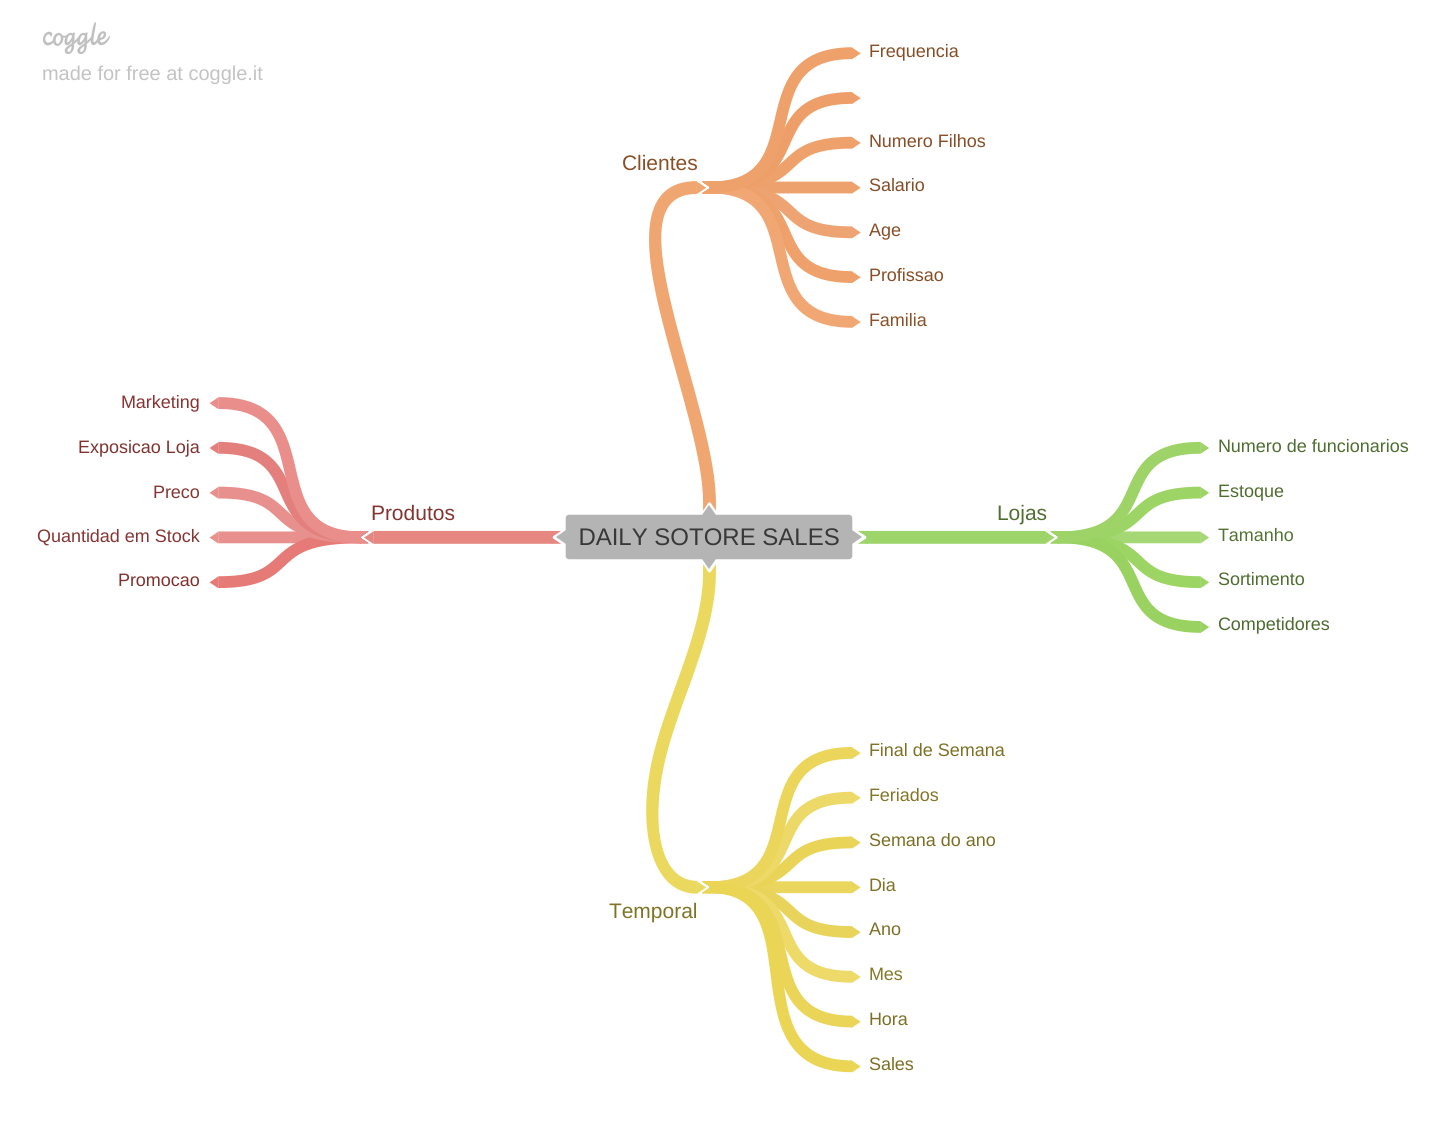 coggle
made for free at coggle.it
Clientes
Frequencia
Numero Filhos
Salario
Age
Profissao
Familia
Produtos
Marketing
Exposicao Loja
Preco
Quantidad em Stock
Promocao
DAILY SOTORE SALES
Lojas
Numero de funcionarios
Estoque
Tamanho
Sortimento
Competidores
Temporal
Final de Semana
Feriados
Semana do ano
Dia
Ano
Mes
Hora
Sales